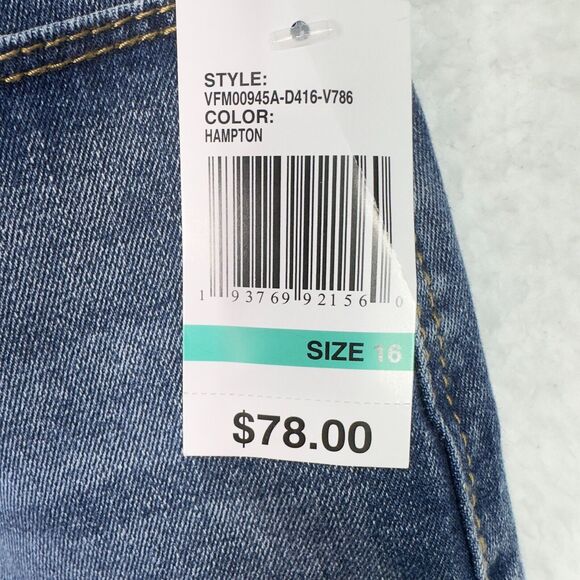 STYLE:
VFM00945A-D416-V786
COLOR:
HAMPTON
1 93769 92156 0
SIZE 16
$78.00